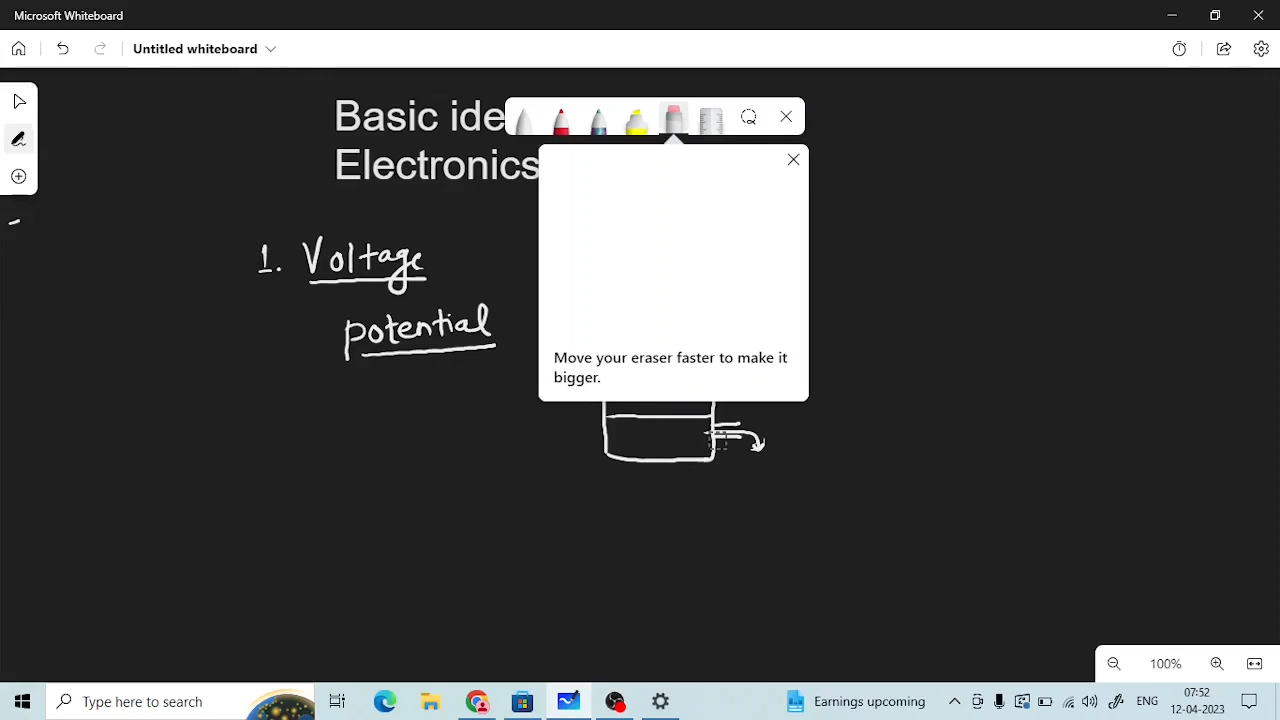 Microsoft Whiteboard
Untitled whiteboard
Basic ide
Electronics
1. Voltage
potential
Move your eraser faster to make it
bigger.
100%
Type here to search
Earnings upcoming
ENG
07:52
12-04-2023